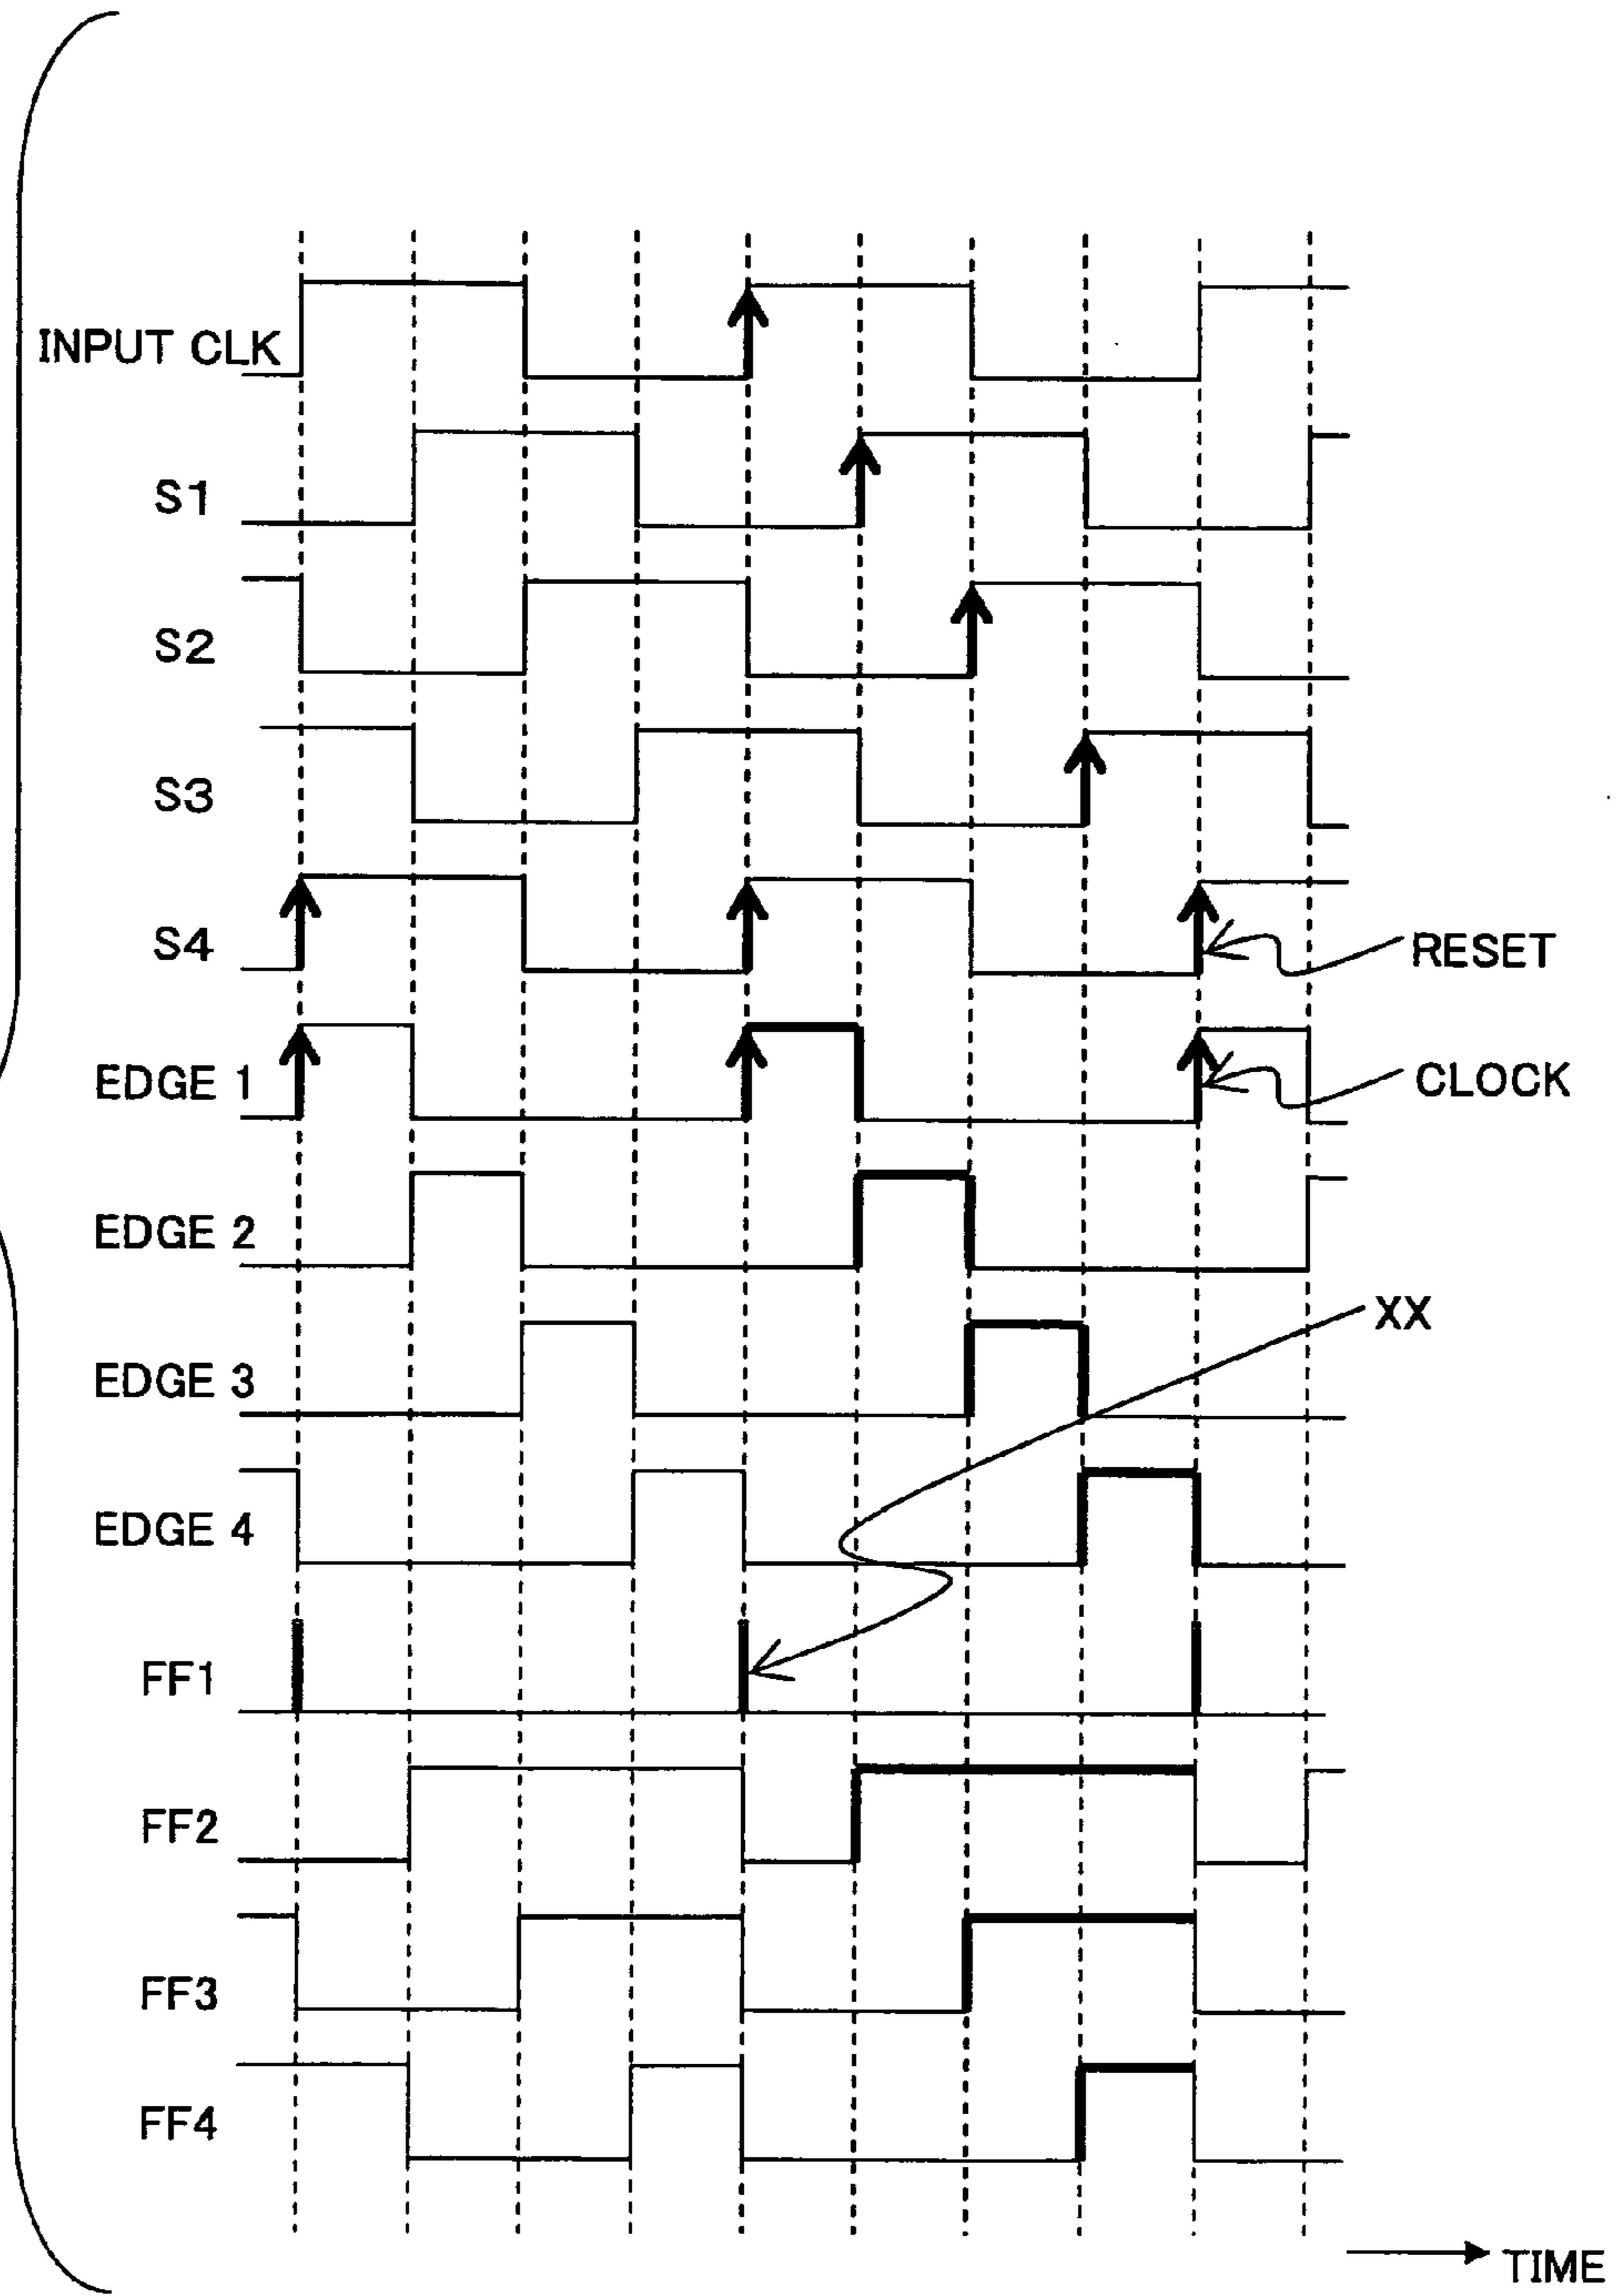 INPUT CLK
S1
S2
S3
S4
RESET
EDGE 1
CLOCK
EDGE 2
XX
EDGE 3
EDGE 4
FF1
FF2
FF3
FF4
TIME